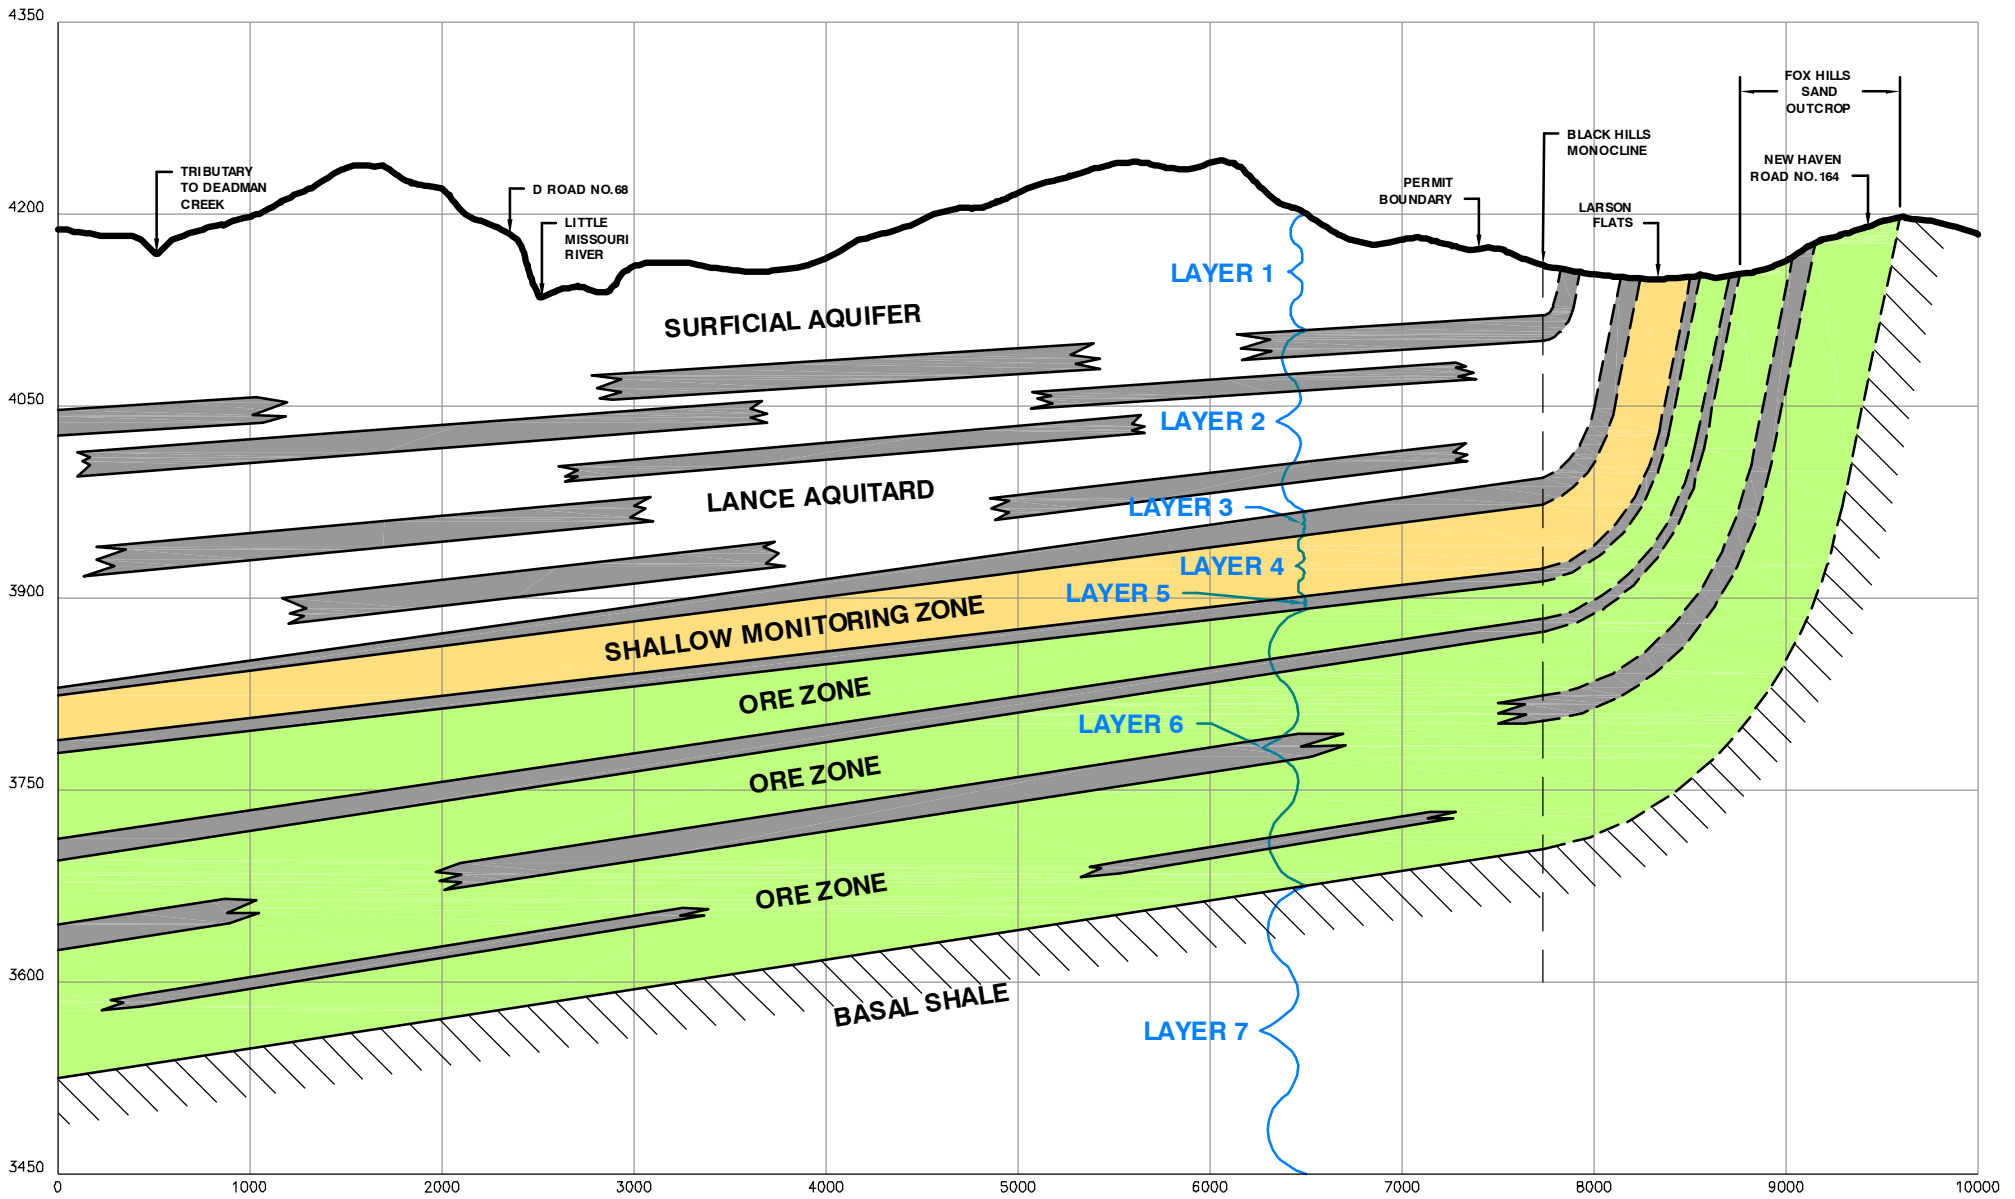 4350
4200
4050
3900
3750
3600
3450
TRIBUTARY
TO DEADMAN
CREEK
D ROAD NO.68
LITTLE
MISSOURI
RIVER
PERMIT
BOUNDARY
BLACK HILLS
MONOCLINE
LARSON
FLATS
FOX HILLS
SAND
OUTCROP
NEW HAVEN
ROAD NO.164
SURFICIAL AQUIFER
LANCE AQUITARD
SHALLOW MONITORING ZONE
ORE ZONE
ORE ZONE
ORE ZONE
BASAL SHALE
LAYER 1
LAYER 2
LAYER 3
LAYER 4
LAYER 5
LAYER 6
LAYER 7
0 1000 2000 3000 4000 5000 6000 7000 8000 9000 10000